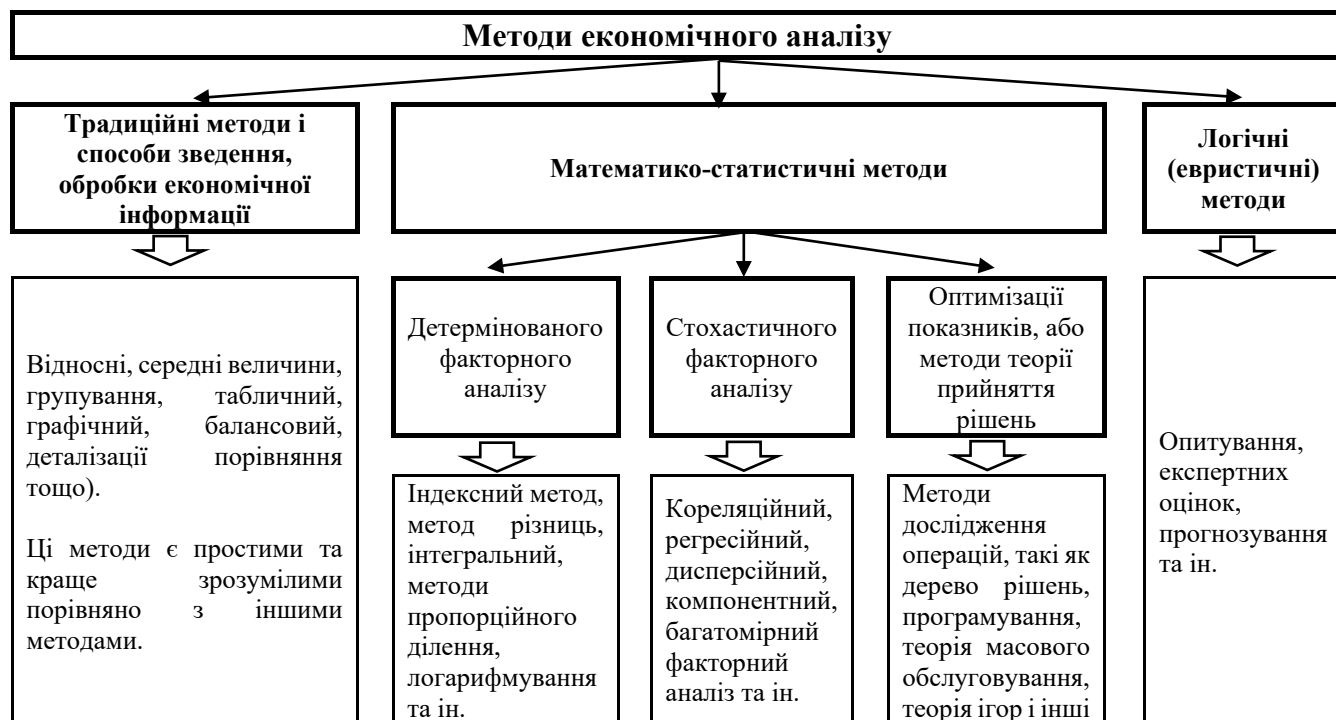 Методи економічного аналізу
Традиційні методи і
способи зведення,
обробки економічної
інформації
Математико-статистичні методи
Логічні
(евристичні)
методи
Відносні, середні величини,
групування, табличний,
графічний, балансовий,
деталізації порівняння
тощо).
Ці методи є простими та
краще зрозумілими
порівняно з іншими
методами.
Детермінованого
факторного
аналізу
Стохастичного
факторного
аналізу
Оптимізації
показників, або
методи теорії
прийняття
рішень
Індексний метод,
метод різниць,
інтегральний,
методи
пропорційного
ділення,
логарифмування
та ін.
Кореляційний,
регресійний,
дисперсійний,
компонентний,
багатомірний
факторний
аналіз та ін.
Методи
дослідження
операцій, такі як
дерево рішень,
програмування,
теорія масового
обслуговування,
теорія ігор і інші
Опитування,
експертних
оцінок,
прогнозування
та ін.